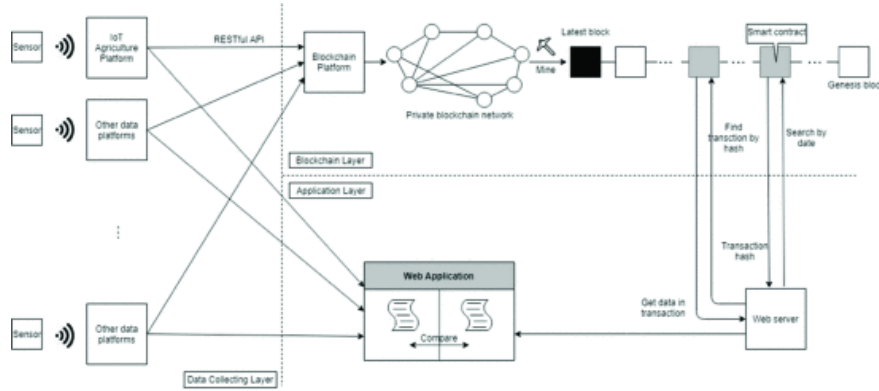 Sensor
IoT
Agriculture
Platform
RESTful API
Blockchain
Platform
Private blockchain network
Mine
Latest block
Smart contract
Genesis bloc
Sensor
Other data
platforms
Find
transction by
hash
Search by
date
Blockchain Layer
Application Layer
Web Application
Compare
Transaction
hash
Get data in
transaction
Web server
Sensor
Other data
platforms
Data Collecting Layer